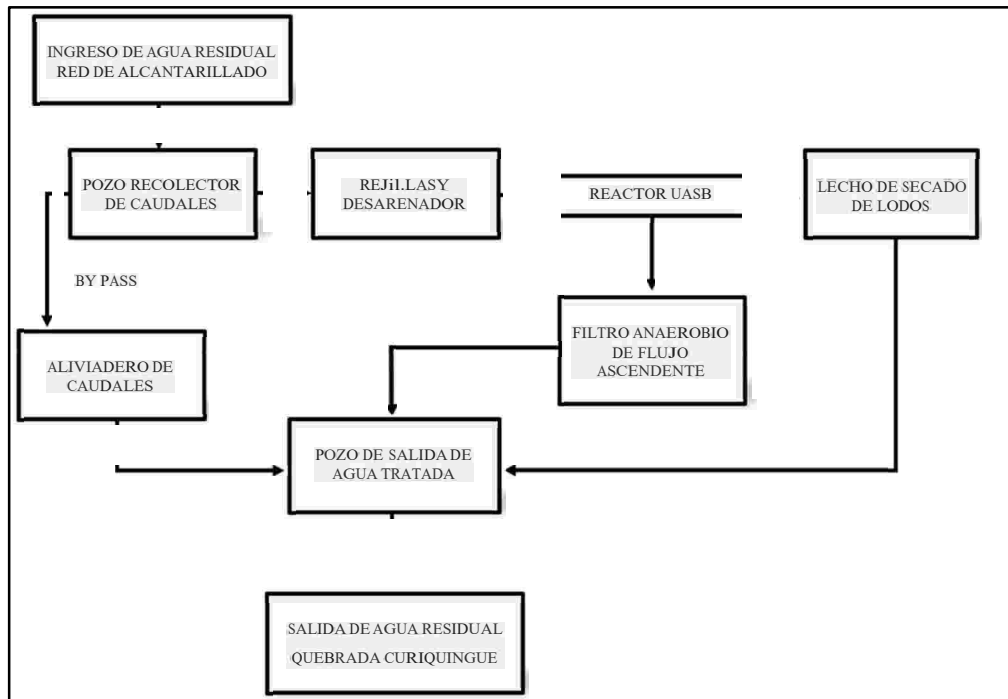 INGRESO DE AGUA RESIDUAL
RED DE ALCANTARILLADO
POZO RECOLECTOR
DE CAUDALES
REJil.LASY
DESARENADOR
REACTOR UASB
LECHO DE SECADO
DE LODOS
BY PASS
ALIVIADERO DE
CAUDALES
FILTRO ANAEROBIO
DE FLUJO
ASCENDENTE
POZO DE SALIDA DE
AGUA TRATADA
SALIDA DE AGUA RESIDUAL
QUEBRADA CURIQUINGUE